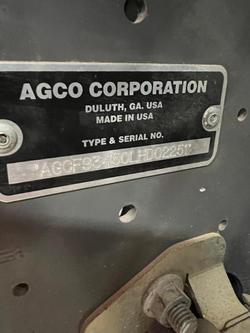 AGCO CORPORATION
DULUTH, GA. USA
MADE IN USA
TYPE & SERIAL NO.